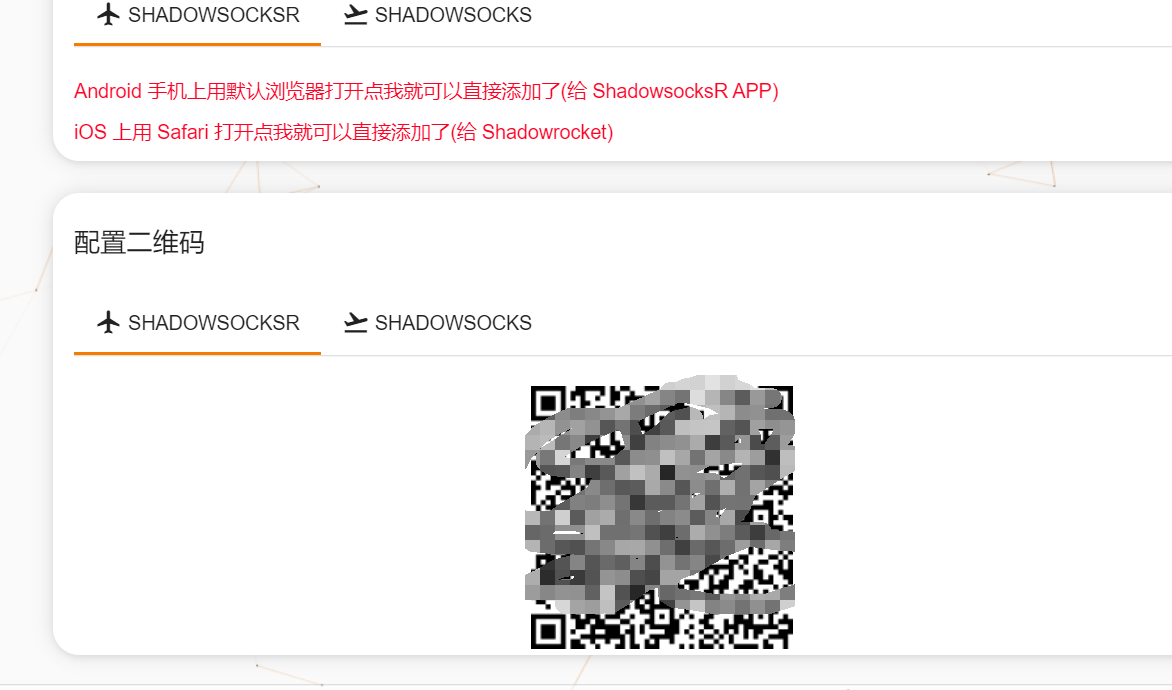 SHADOWSOCKSR SHADOWSOCKS
Android 手机上用默认浏览器打开点我就可以直接添加了(给 ShadowsocksR APP)
iOS 上用 Safari 打开点我就可以直接添加了(给 Shadowrocket)
配置二维码
SHADOWSOCKSR SHADOWSOCKS